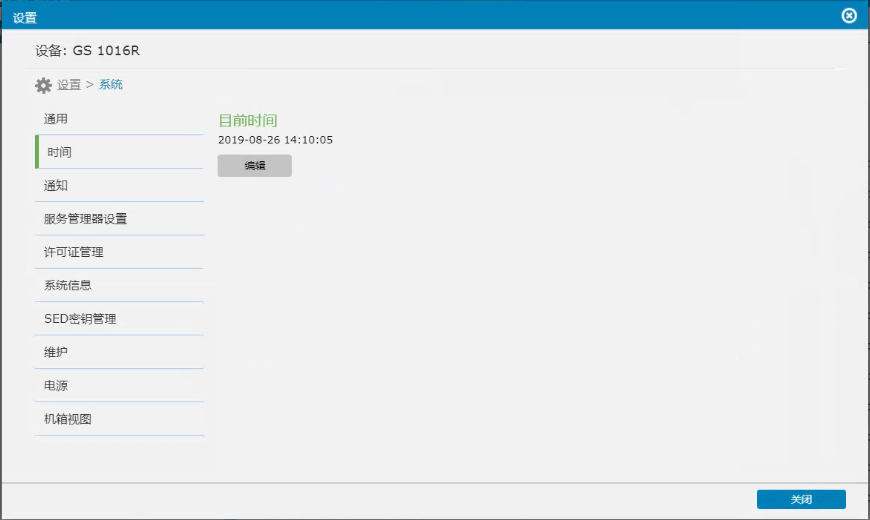 设置
设备: GS 1016R
设置 > 系统
通用
时间
通知
服务管理器设置
许可证管理
系统信息
SED密钥管理
维护
电源
机箱视图
目前时间
2019-08-26 14:10:05
编辑
关闭